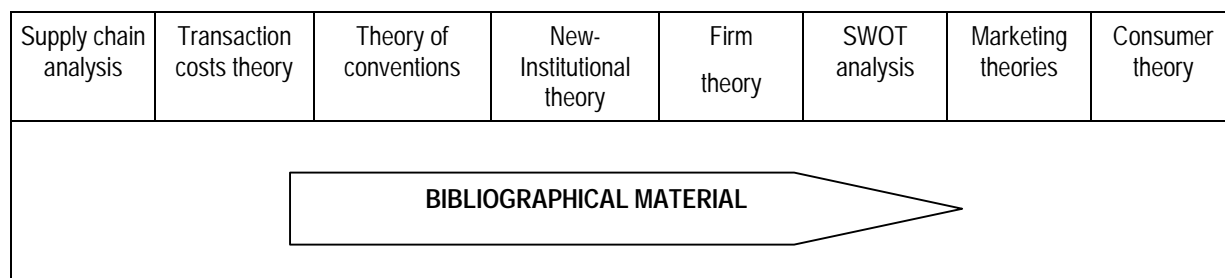 Supply chain
analysis
Transaction
costs theory
Theory of
conventions
New-
Institutional
theory
Firm
theory
SWOT
analysis
Marketing
theories
Consumer
theory
BIBLIOGRAPHICAL MATERIAL